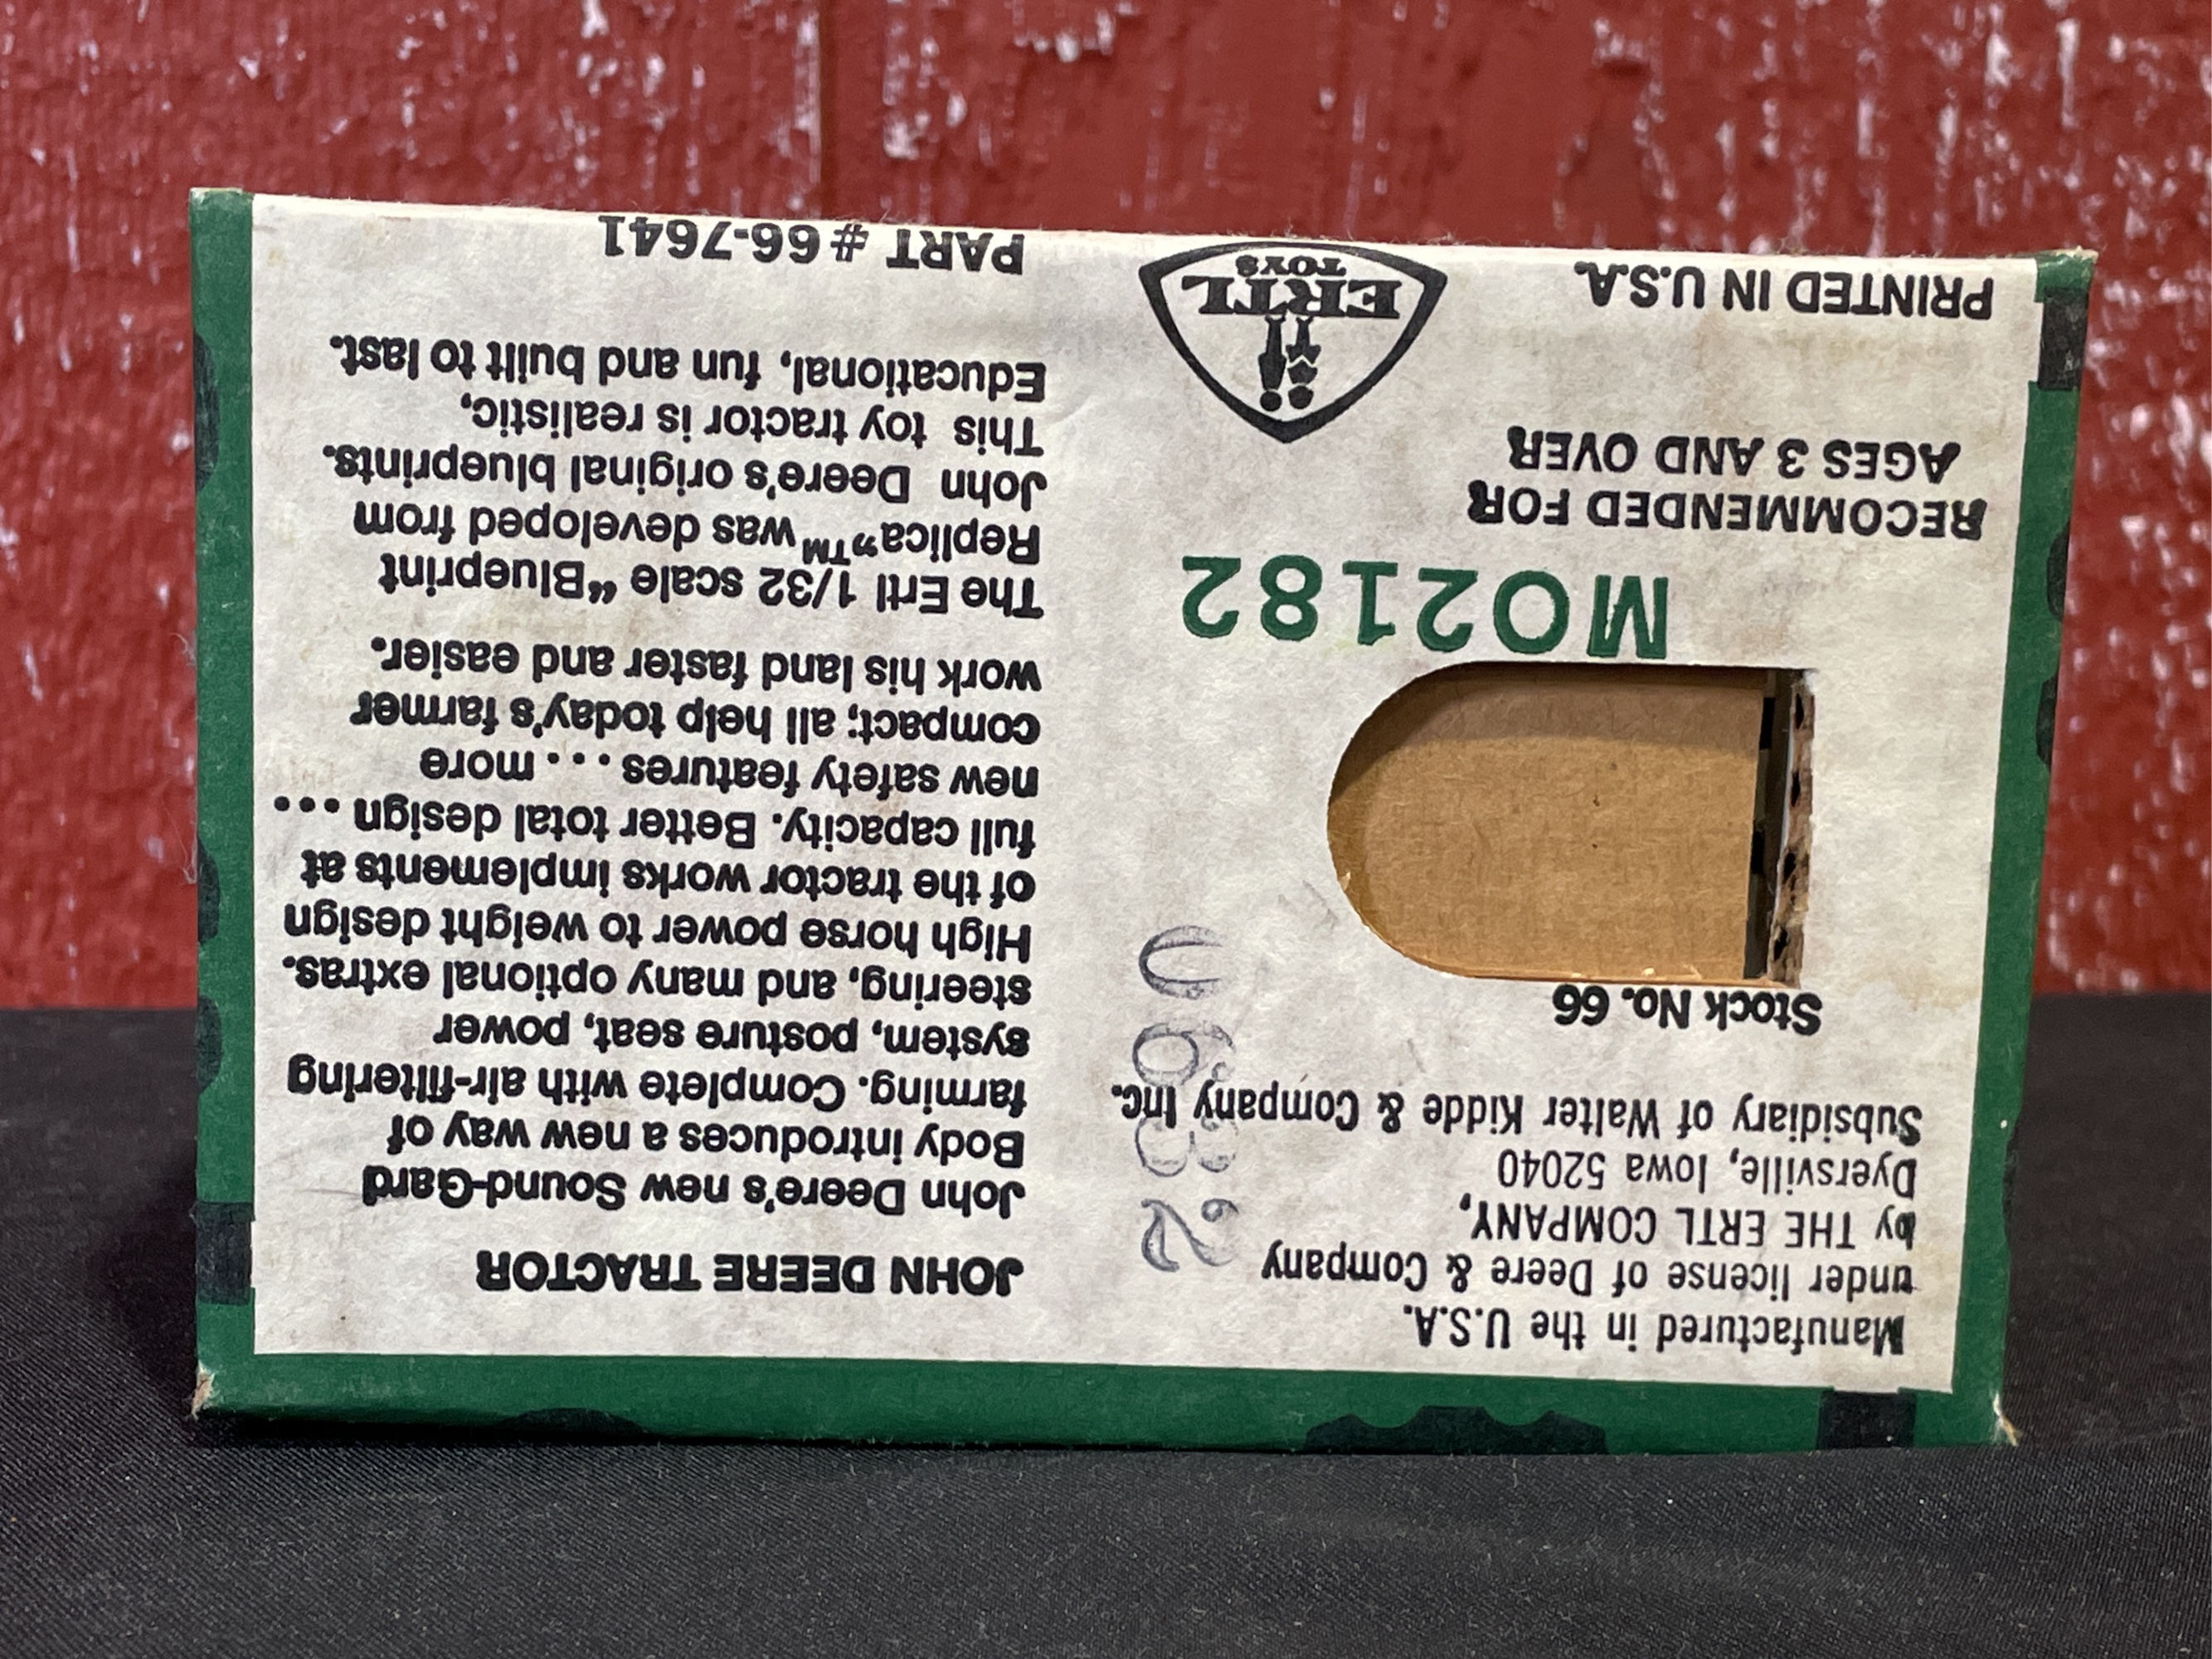 Manufactured in the U.S.A.
under license of Deere & Company
by THE ERTL COMPANY,
Dyersville, Iowa 52040
Subsidiary of Walter Kidde & Company Inc.
Stock No. 66
MO2182
RECOMMENDED FOR
AGES 3 AND OVER
PRINTED IN U.S.A.
ERTL
TOYS
JOHN DEERE TRACTOR
John Deere's new Sound-Gard
Body introduces a new way of
farming. Complete with air-filtering
system, posture seat, power
steering, and many optional extras.
High horse power to weight design
of the tractor works implements at
full capacity. Better total design . . .
new safety features . . . . more
compact; all help today's farmer
work his land faster and easier.
The Ertl 1/32 scale “Blueprint
Replica”™ was developed from
John Deere's original blueprints.
This toy tractor is realistic,
Educational, fun and built to last.
PART # 66-7641